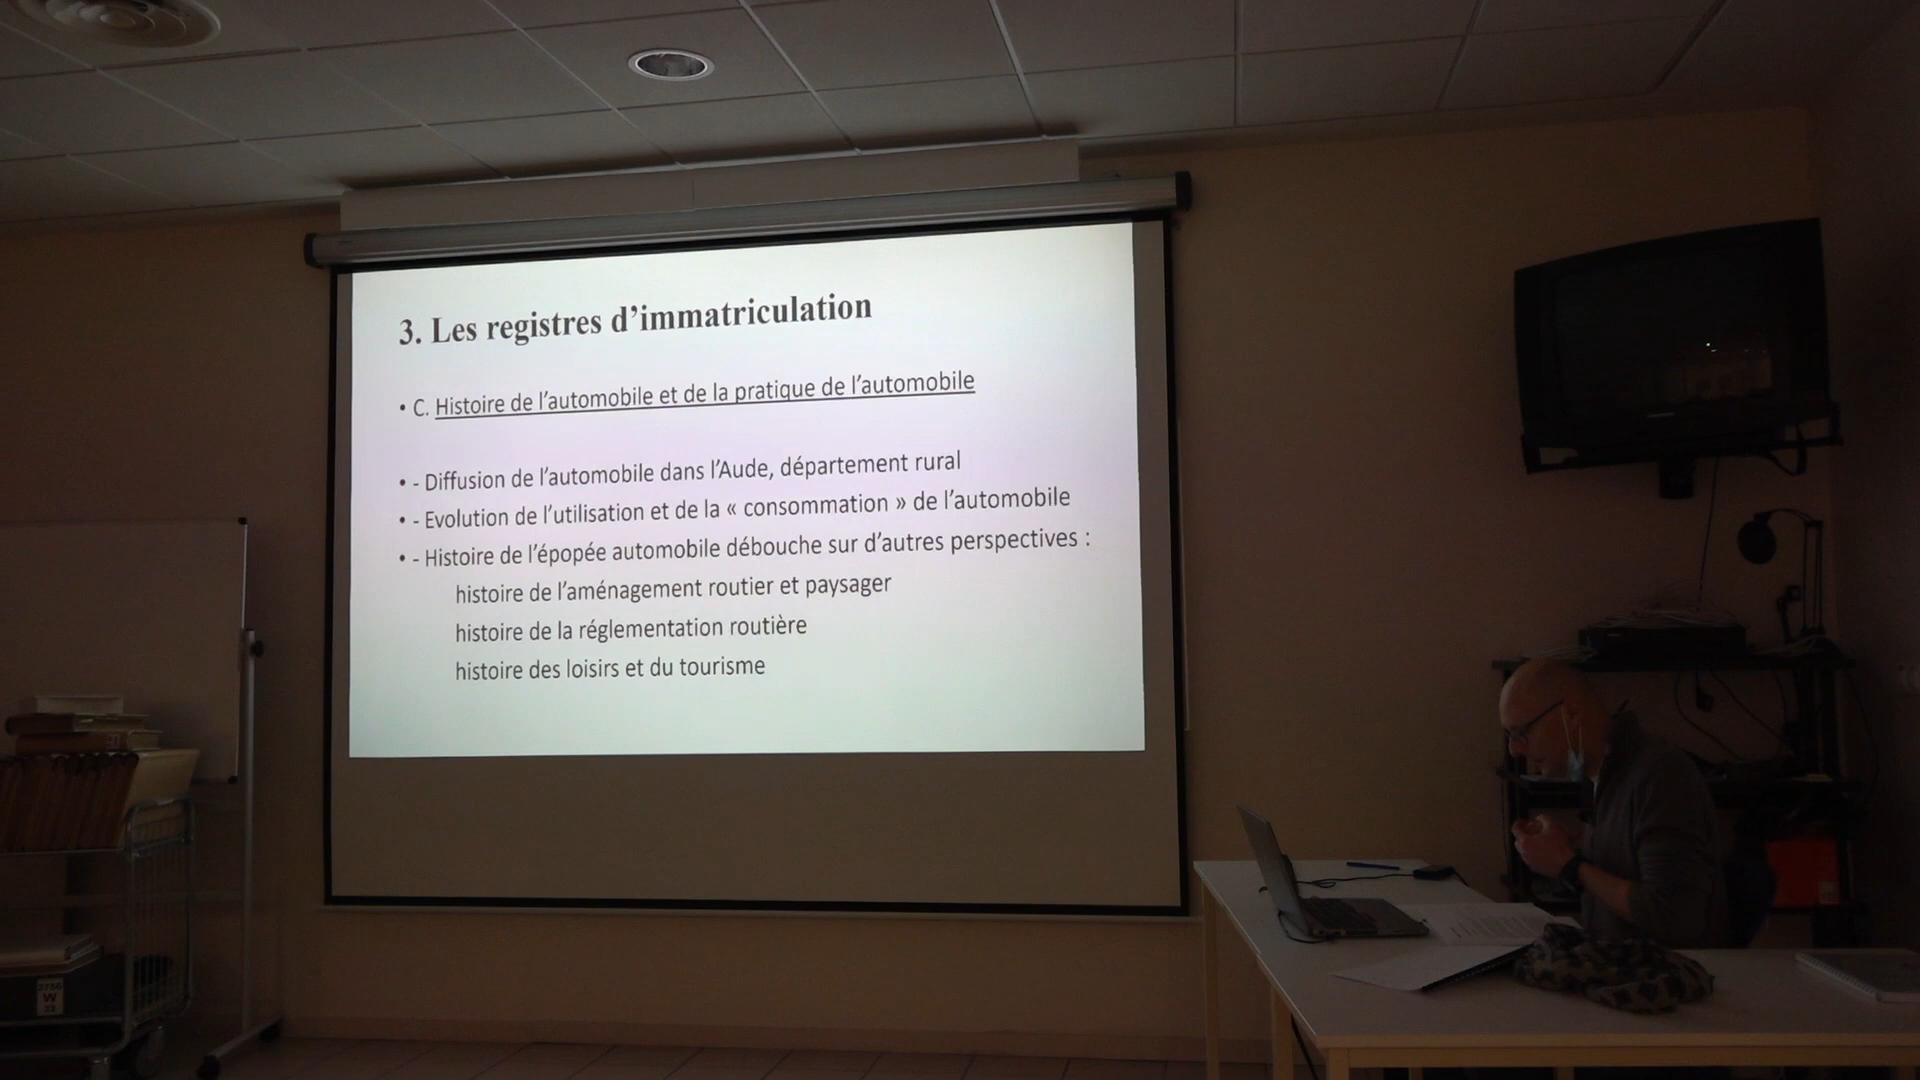 3. Les registres d’immatriculation
• C. Histoire de l’automobile et de la pratique de l’automobile
• - Diffusion de l’automobile dans l’Aude, département rural
• - Evolution de l’utilisation et de la « consommation » de l’automobile
• - Histoire de l’épopée automobile débouche sur d’autres perspectives :
histoire de l’aménagement routier et paysager
histoire de la réglementation routière
histoire des loisirs et du tourisme
W